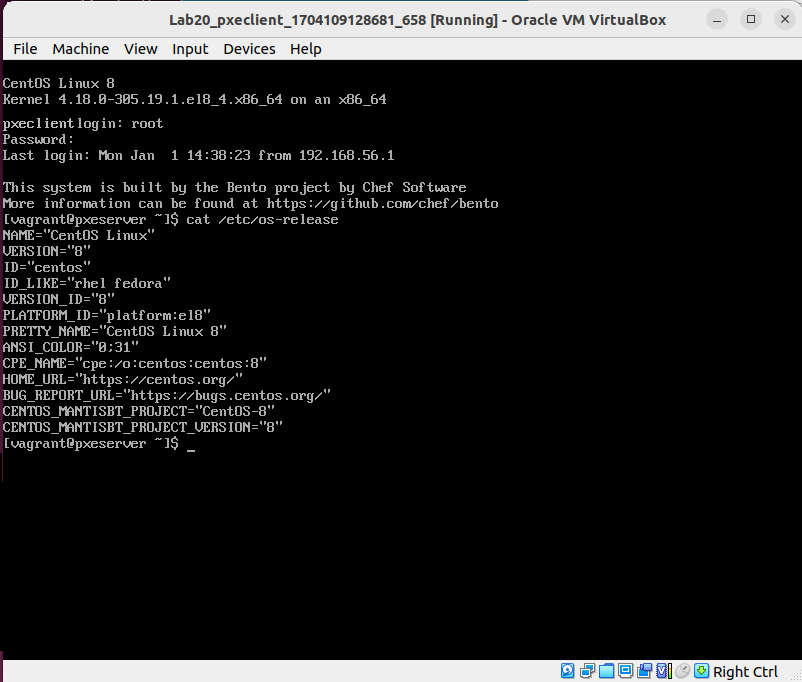 Lab20_pxeclient_1704109128681_658 [Running] - Oracle VM VirtualBox
File Machine View Input Devices Help
CentOS Linux 8
Kernel 4.18.0-305.19.1.el8_4.x86_64 on an x86_64
pxeclient login: root
Password:
Last login: Mon Jan  1 14:38:23 from 192.168.56.1
This system is built by the Bento project by Chef Software
More information can be found at https://github.com/chef/bento
[vagrant@pxeserver ~]$ cat /etc/os-release
NAME="CentOS Linux"
VERSION="8"
ID="centos"
ID_LIKE="rhel fedora"
VERSION_ID="8"
PLATFORM_ID="platform:el8"
PRETTY_NAME="CentOS Linux 8"
ANSI_COLOR="0;31"
CPE_NAME="cpe:/o:centos:centos:8"
HOME_URL="https://centos.org/"
BUG_REPORT_URL="https://bugs.centos.org/"
CENTOS_MANTISBT_PROJECT="CentOS-8"
CENTOS_MANTISBT_PROJECT_VERSION="8"
[vagrant@pxeserver ~]$ _
Right Ctrl